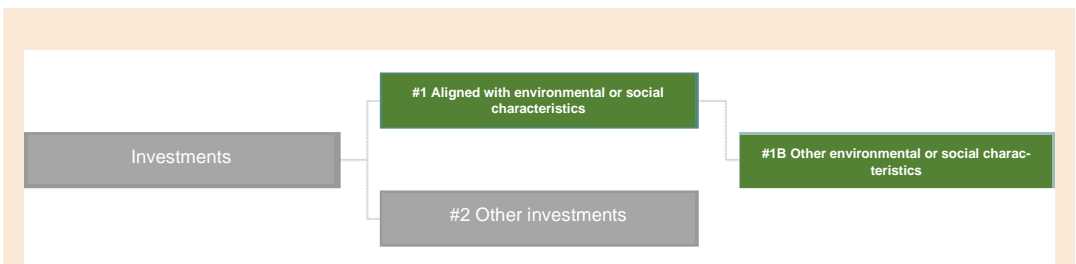 #1 Aligned with environmental or social
characteristics
Investments
#1B Other environmental or social charac-
teristics
#2 Other investments